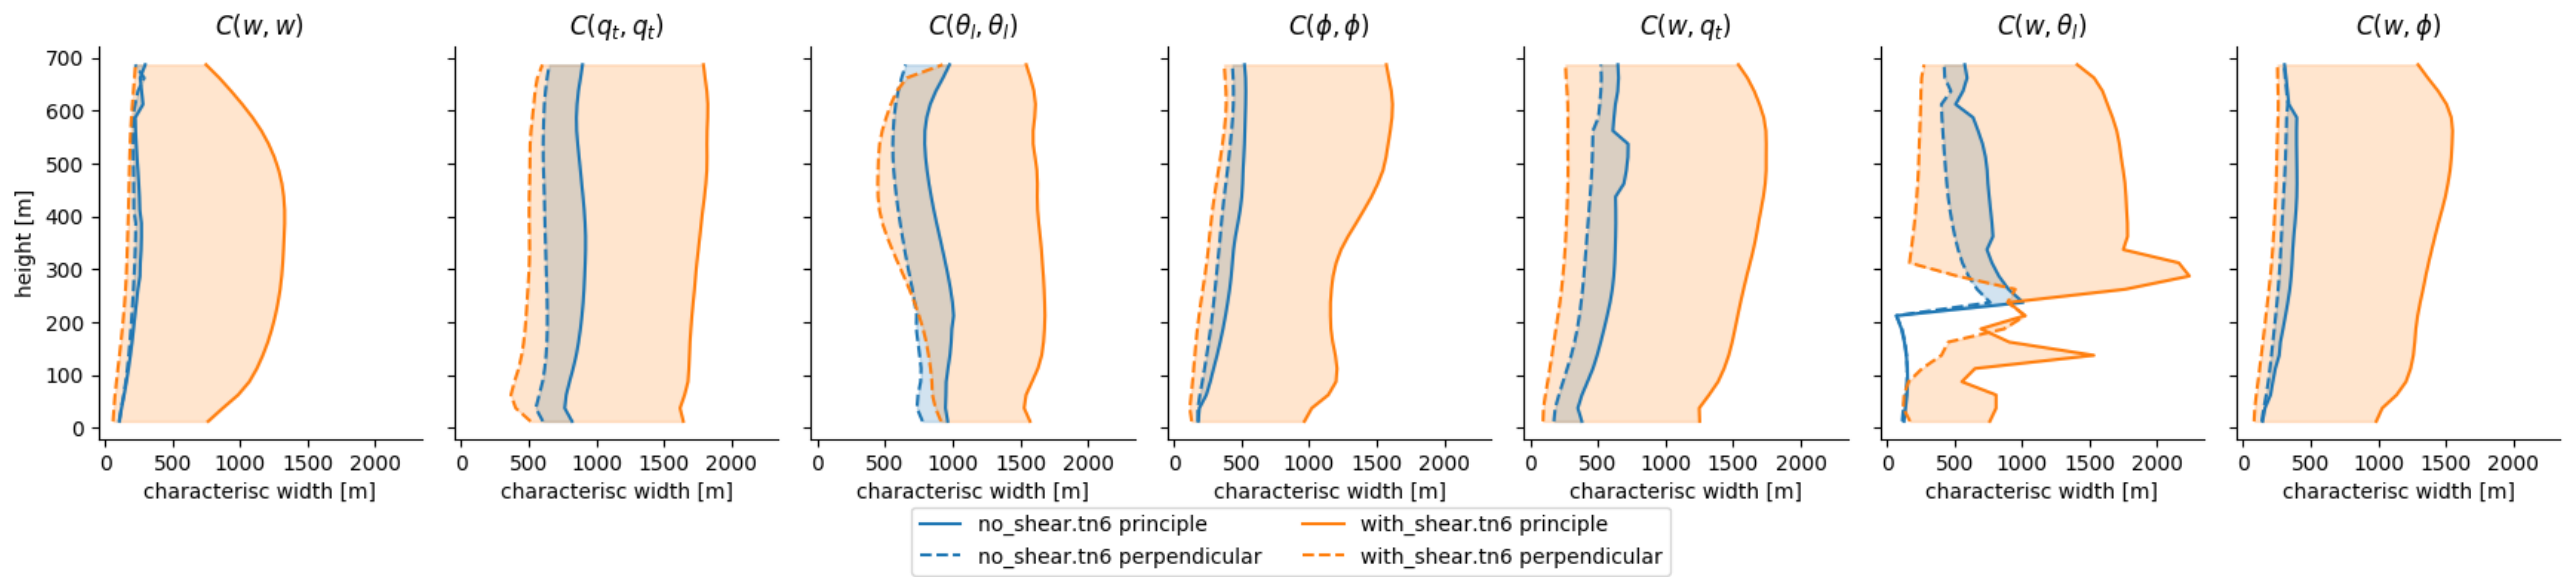 C(w, w) C(q_t, q_t) C(θ_l, θ_l) C(ϕ, ϕ) C(w, q_t) C(w, θ_l) C(w, ϕ)
700
600
500
400
300
200
100
0
height [m]
0 500 1000 1500 2000 0 500 1000 1500 2000 0 500 1000 1500 2000 0 500 1000 1500 2000 0 500 1000 1500 2000 0 500 1000 1500 2000 0 500 1000 1500 2000
characterisc width [m] characterisc width [m] characterisc width [m] characterisc width [m] characterisc width [m] characterisc width [m] characterisc width [m]
no_shear.tn6 principle with_shear.tn6 principle
no_shear.tn6 perpendicular with_shear.tn6 perpendicular